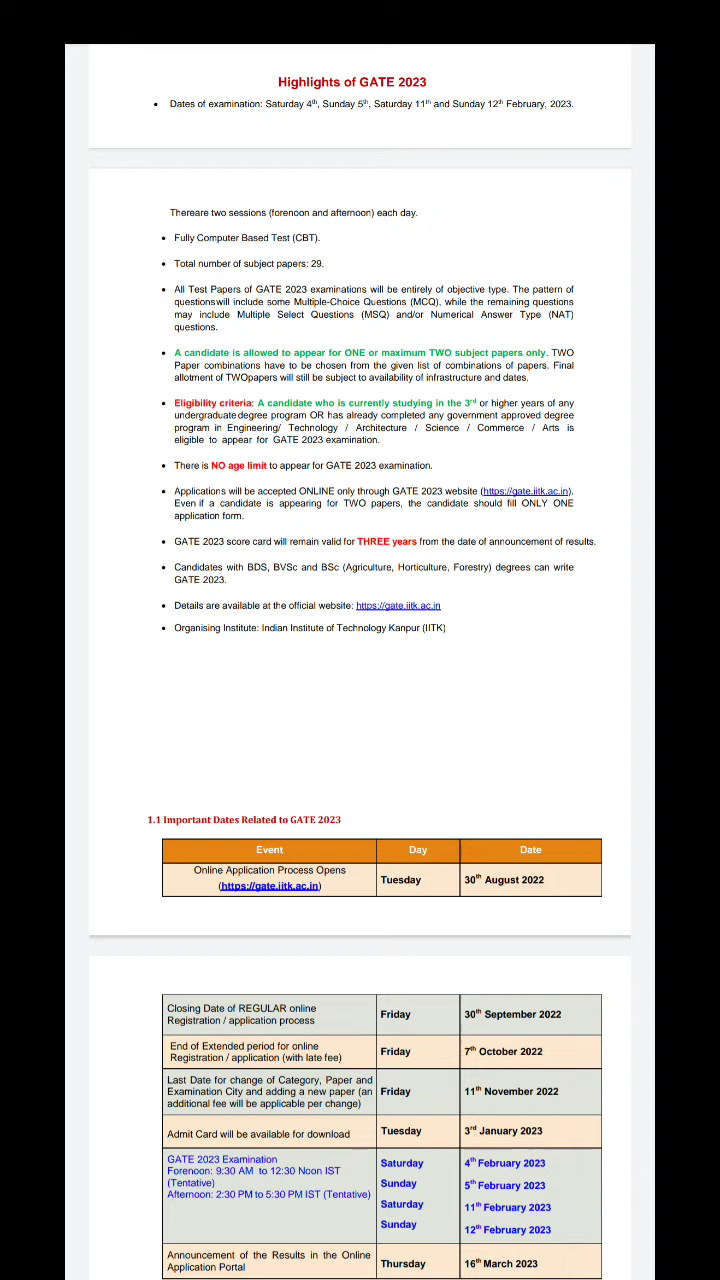 Highlights of GATE 2023
• Dates of examination: Saturday 4th, Sunday 5th, Saturday 11th and Sunday 12th February, 2023.
Thereare two sessions (forenoon and afternoon) each day.
• Fully Computer Based Test (CBT).
• Total number of subject papers: 29.
• All Test Papers of GATE 2023 examinations will be entirely of objective type. The pattern of
questionswill include some Multiple-Choice Questions (MCQ), while the remaining questions
may include Multiple Select Questions (MSQ) and/or Numerical Answer Type (NAT)
questions.
• A candidate is allowed to appear for ONE or maximum TWO subject papers only. TWO
Paper combinations have to be chosen from the given list of combinations of papers. Final
allotment of TWOpapers will still be subject to availability of infrastructure and dates.
• Eligibility criteria: A candidate who is currently studying in the 3rd or higher years of any
undergraduatedegree program OR has already completed any government approved degree
program in Engineering/ Technology / Architecture / Science / Commerce / Arts is
eligible to appear for GATE 2023 examination.
• There is NO age limit to appear for GATE 2023 examination.
• Applications will be accepted ONLINE only through GATE 2023 website (https://gate.iitk.ac.in).
Even if a candidate is appearing for TWO papers, the candidate should fill ONLY ONE
application form.
• GATE 2023 score card will remain valid for THREE years from the date of announcement of results.
• Candidates with BDS, BVSc and BSc (Agriculture, Horticulture, Forestry) degrees can write
GATE 2023.
• Details are available at the official website: https://gate.iitk.ac.in
• Organising Institute: Indian Institute of Technology Kanpur (IITK)
1.1 Important Dates Related to GATE 2023
Event Day Date
Online Application Process Opens
(https://gate.iitk.ac.in) Tuesday 30th August 2022
Closing Date of REGULAR online
Registration / application process Friday 30th September 2022
End of Extended period for online
Registration / application (with late fee) Friday 7th October 2022
Last Date for change of Category, Paper and
Examination City and adding a new paper (an
additional fee will be applicable per change) Friday 11th November 2022
Admit Card will be available for download Tuesday 3rd January 2023
GATE 2023 Examination
Forenoon: 9:30 AM to 12:30 Noon IST
(Tentative)
Afternoon: 2:30 PM to 5:30 PM IST (Tentative)
Saturday 4th February 2023
Sunday 5th February 2023
Saturday 11th February 2023
Sunday 12th February 2023
Announcement of the Results in the Online
Application Portal Thursday 16th March 2023